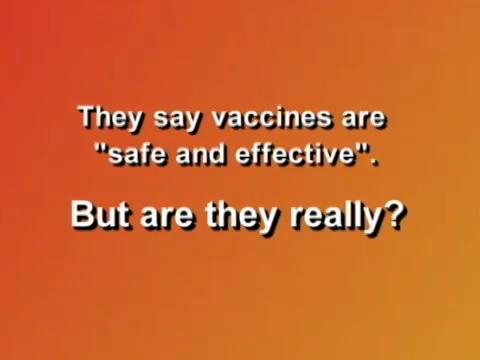 They say vaccines are
"safe and effective".
But are they really?